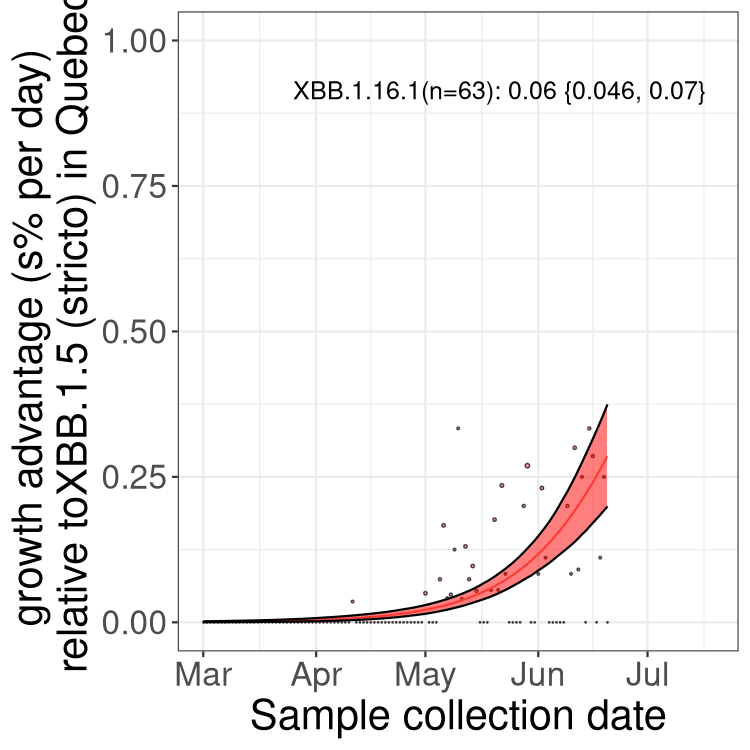 growth advantage (s% per day)
relative toXBB.1.5 (stricto) in Quebec
1.00
0.75
0.50
0.25
0.00
XBB.1.16.1(n=63): 0.06 {0.046, 0.07}
Mar Apr May Jun Jul
Sample collection date